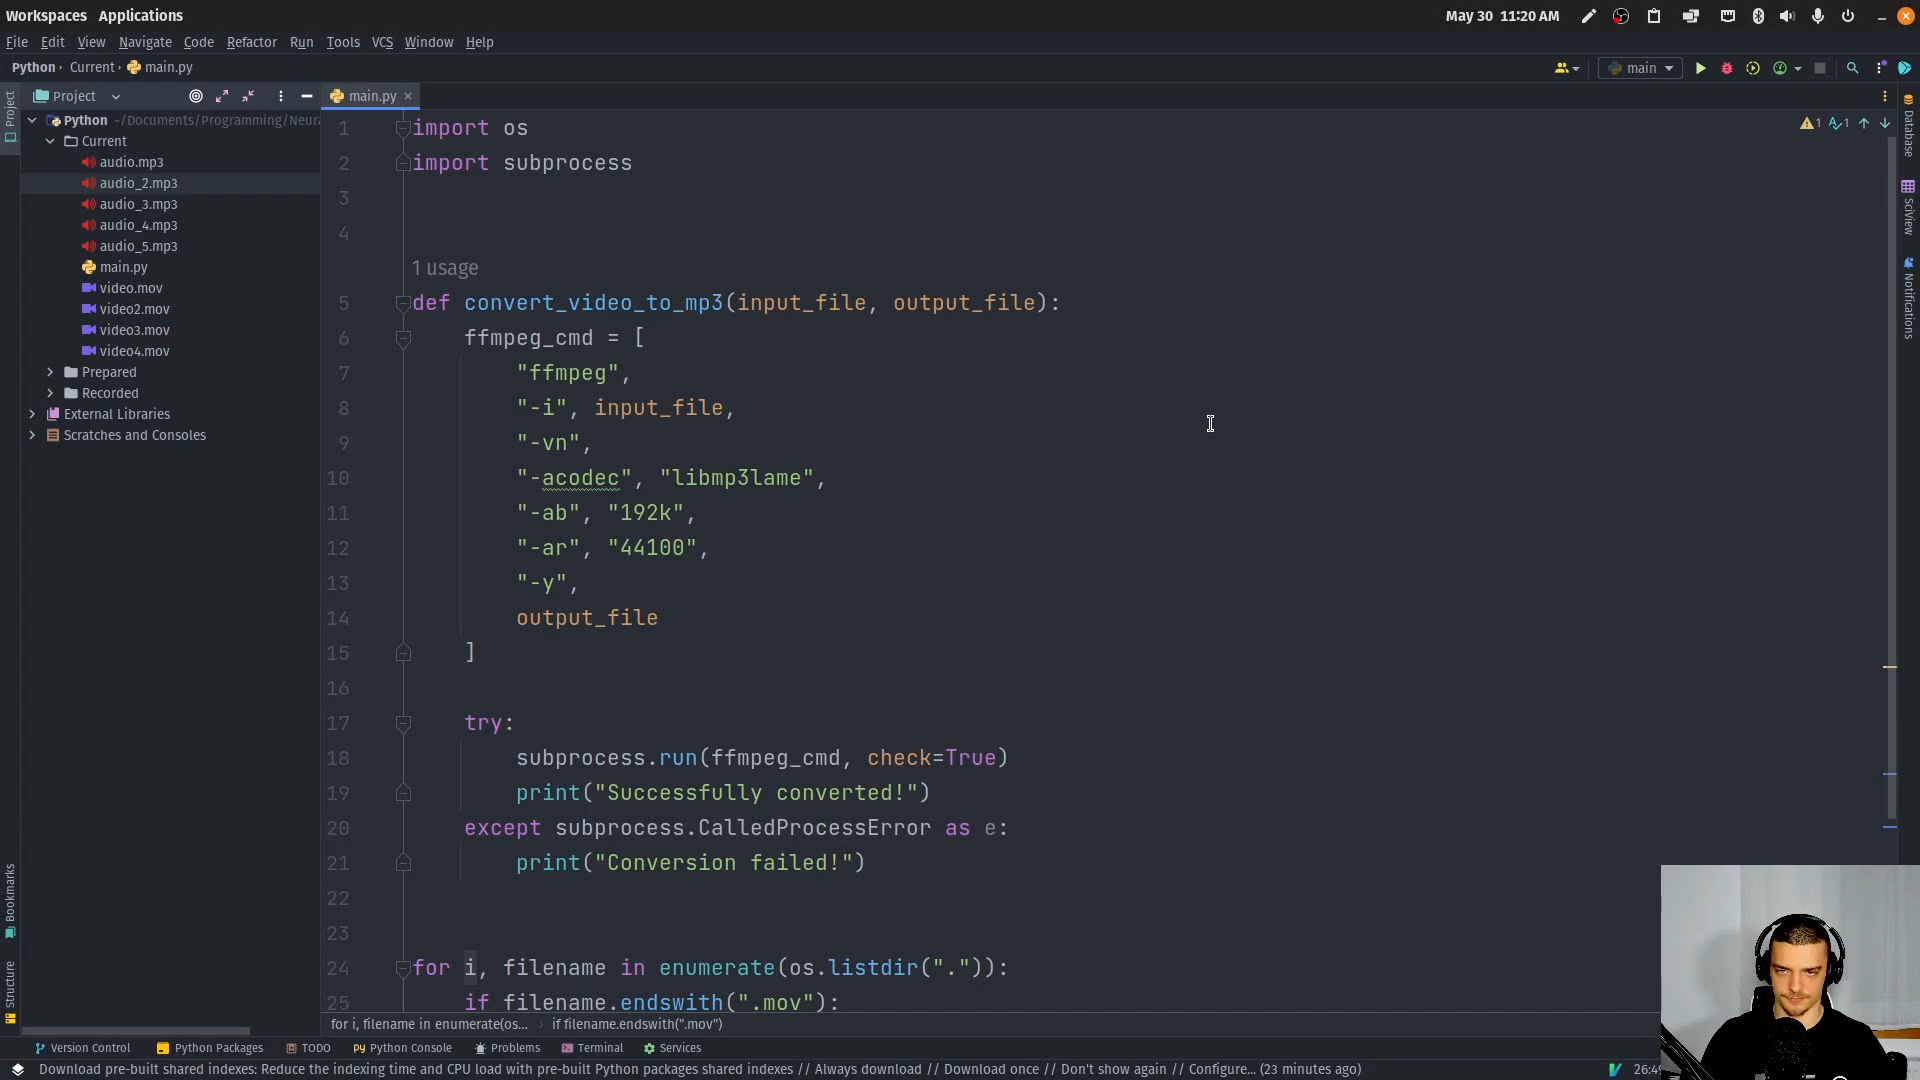 Workspaces Applications
May 30 11:20 AM
File Edit View Navigate Code Refactor Run Tools VCS Window Help
Python Current main.py
main
Project
main.py
Python ~/Documents/Programming/Neura
Current
audio.mp3
audio_2.mp3
audio_3.mp3
audio_4.mp3
audio_5.mp3
main.py
video.mov
video2.mov
video3.mov
video4.mov
Prepared
Recorded
External Libraries
Scratches and Consoles
Project
Bookmarks
Structure
1 import os
2 import subprocess
3
4
1 usage
5 def convert_video_to_mp3(input_file, output_file):
6 ffmpeg_cmd = [
7 "ffmpeg",
8 "-i", input_file,
9 "-vn",
10 "-acodec", "libmp3lame",
11 "-ab", "192k",
12 "-ar", "44100",
13 "-y",
14 output_file
15 ]
16
17 try:
18 subprocess.run(ffmpeg_cmd, check=True)
19 print("Successfully converted!")
20 except subprocess.CalledProcessError as e:
21 print("Conversion failed!")
22
23
24 for i, filename in enumerate(os.listdir(".")):
25 if filename.endswith(".mov"):
1 1
Database
SciView
Notifications
for i, filename in enumerate(os... if filename.endswith(".mov")
Version Control Python Packages TODO Python Console Problems Terminal Services
Download pre-built shared indexes: Reduce the indexing time and CPU load with pre-built Python packages shared indexes // Always download // Download once // Don't show again // Configure... (23 minutes ago)